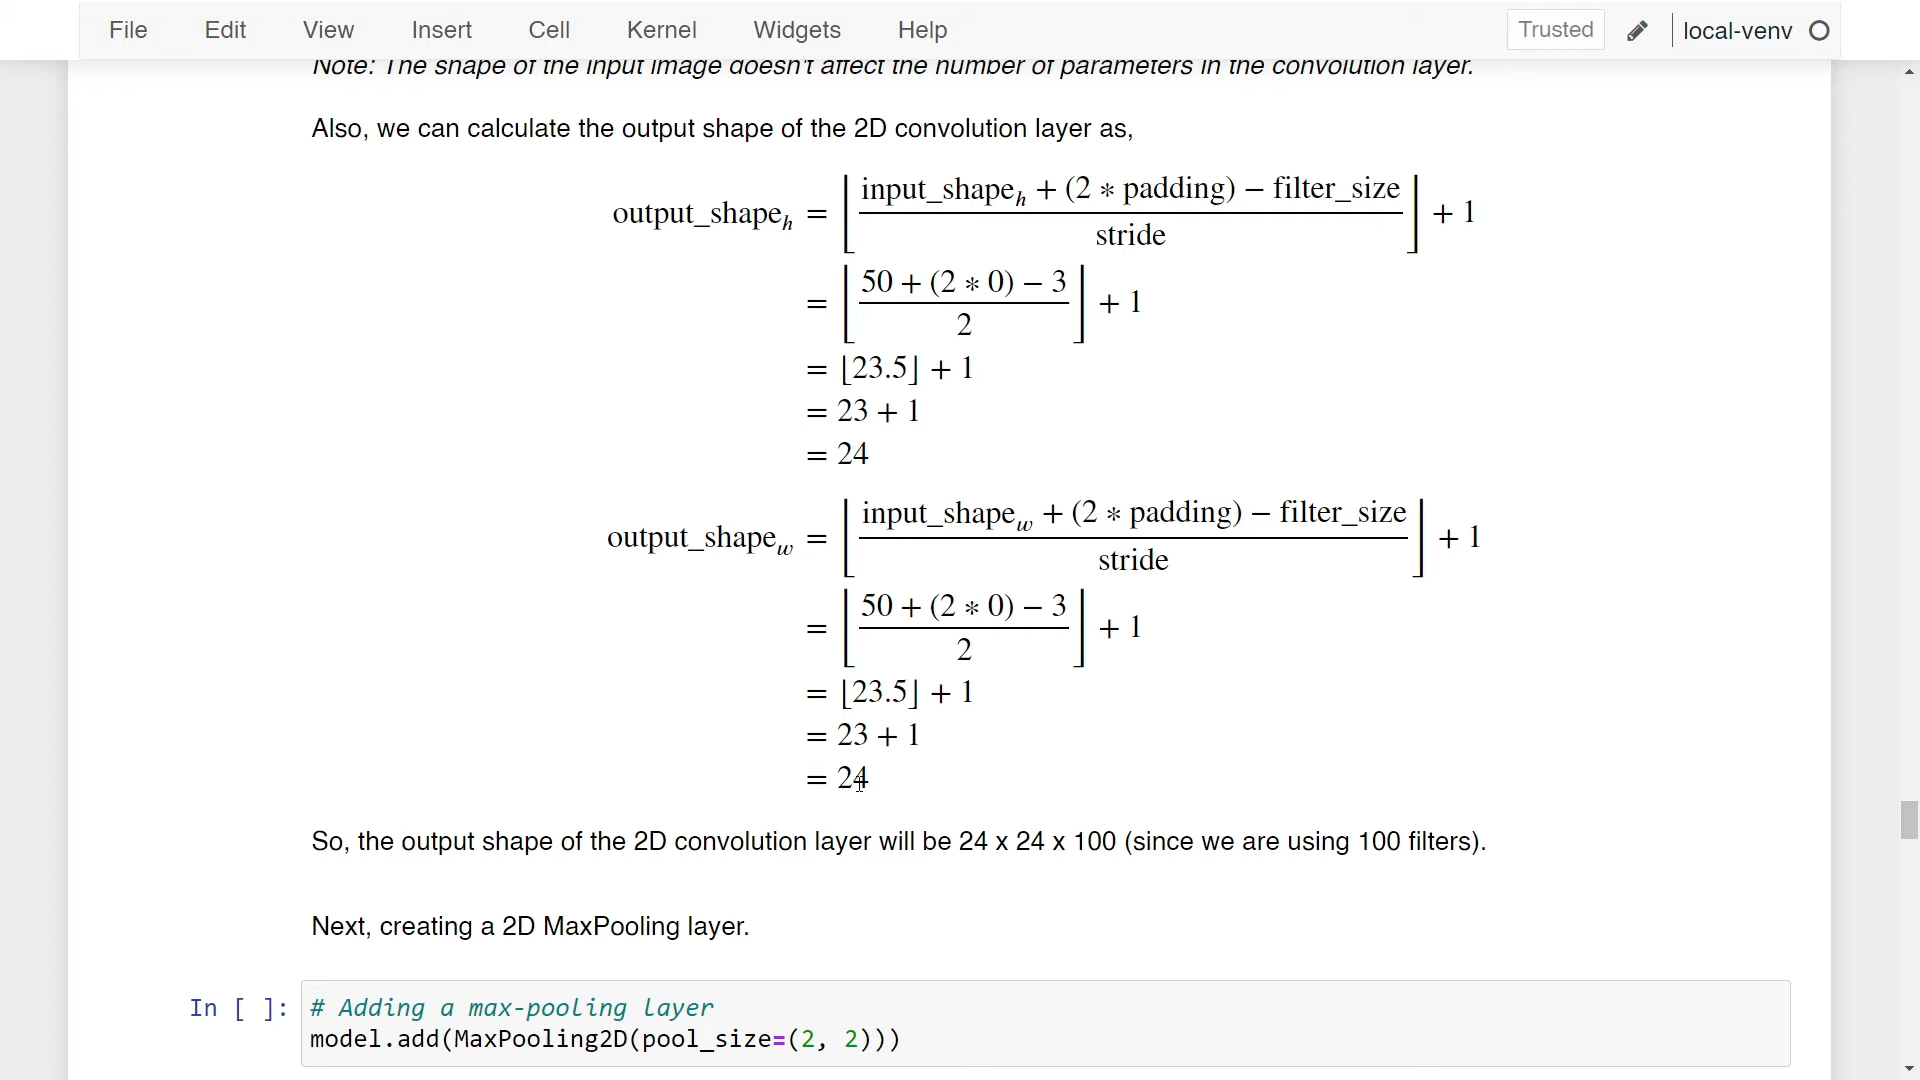 File Edit View Insert Cell Kernel Widgets Help Trusted local-venv
Note: The shape of the input image doesn't affect the number of parameters in the convolution layer.
Also, we can calculate the output shape of the 2D convolution layer as,
output_shape_h = ⌊(input_shape_h + (2 ∗ padding) − filter_size) / stride⌋ + 1
= ⌊(50 + (2 ∗ 0) − 3) / 2⌋ + 1
= ⌊23.5⌋ + 1
= 23 + 1
= 24
output_shape_w = ⌊(input_shape_w + (2 ∗ padding) − filter_size) / stride⌋ + 1
= ⌊(50 + (2 ∗ 0) − 3) / 2⌋ + 1
= ⌊23.5⌋ + 1
= 23 + 1
= 24
So, the output shape of the 2D convolution layer will be 24 x 24 x 100 (since we are using 100 filters).
Next, creating a 2D MaxPooling layer.
In [ ]: # Adding a max-pooling layer
model.add(MaxPooling2D(pool_size=(2, 2)))